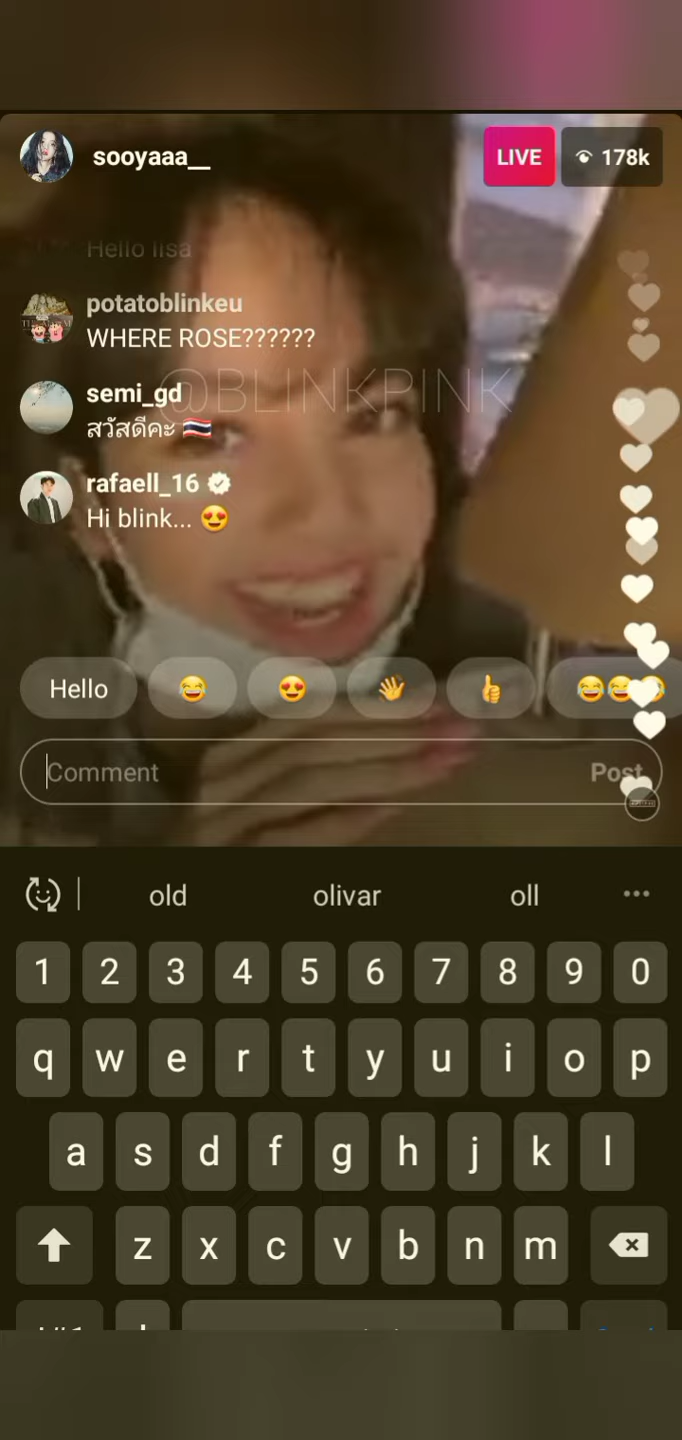 sooyaaa__
LIVE 178k
Hello lisa
potatoblinkeu
WHERE ROSE??????
@BLINKPINK
semi_gd
สวัสดีคะ 🇹🇭
rafaell_16
Hi blink... 😍
Hello 😂 😍 👋 👍 😂😂😂
Comment Post
old olivar oll
1 2 3 4 5 6 7 8 9 0
q w e r t y u i o p
a s d f g h j k l
z x c v b n m